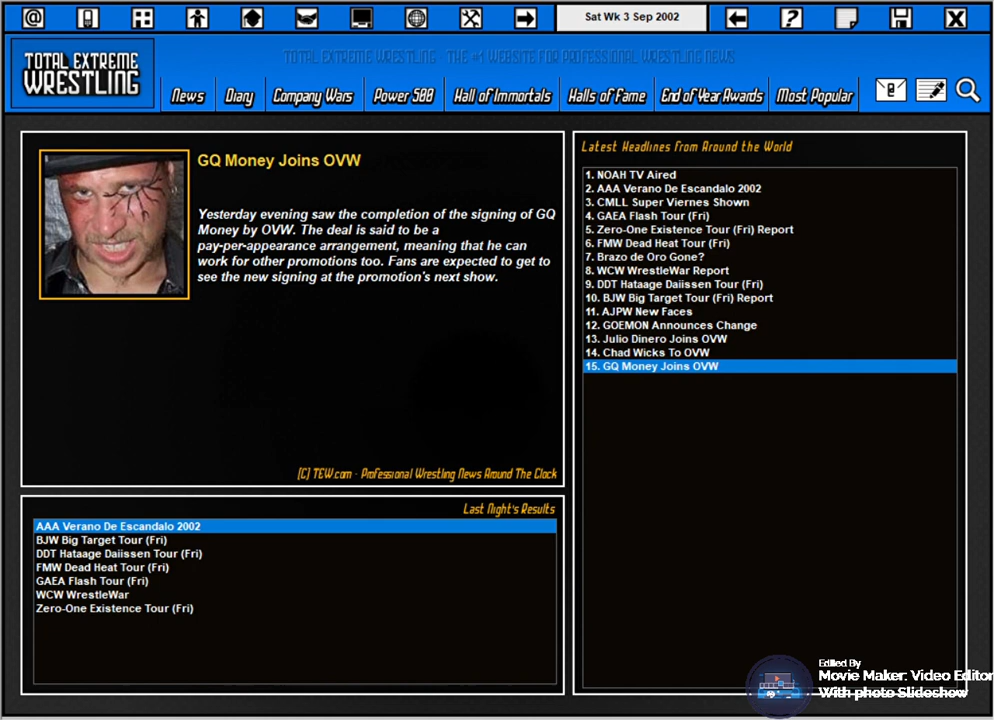 Sat Wk 3 Sep 2002
TOTAL EXTREME
WRESTLING
TOTAL EXTREME WRESTLING THE #1 WEBSITE FOR PROFESSIONAL WRESTLING NEWS
News
Diary
Company Wars
Power 500
Hall of Immortals
Halls of Fame
End of Year Awards
Most Popular
GQ Money Joins OVW
Yesterday evening saw the completion of the signing of GQ
Money by OVW. The deal is said to be a
pay-per-appearance arrangement, meaning that he can
work for other promotions too. Fans are expected to get to
see the new signing at the promotion's next show.
(C) TEW.com - Professional Wrestling News Around The Clock
Last Night's Results
AAA Verano De Escandalo 2002
BJW Big Target Tour (Fri)
DDT Hataage Daiissen Tour (Fri)
FMW Dead Heat Tour (Fri)
GAEA Flash Tour (Fri)
WCW WrestleWar
Zero-One Existence Tour (Fri)
Latest Headlines From Around the World
1. NOAH TV Aired
2. AAA Verano De Escandalo 2002
3. CMLL Super Viernes Shown
4. GAEA Flash Tour (Fri)
5. Zero-One Existence Tour (Fri) Report
6. FMW Dead Heat Tour (Fri)
7. Brazo de Oro Gone?
8. WCW WrestleWar Report
9. DDT Hataage Daiissen Tour (Fri)
10. BJW Big Target Tour (Fri) Report
11. AJPW New Faces
12. GOEMON Announces Change
13. Julio Dinero Joins OVW
14. Chad Wicks To OVW
15. GQ Money Joins OVW
Edited By
Movie Maker: Video Editor
With photo Slideshow